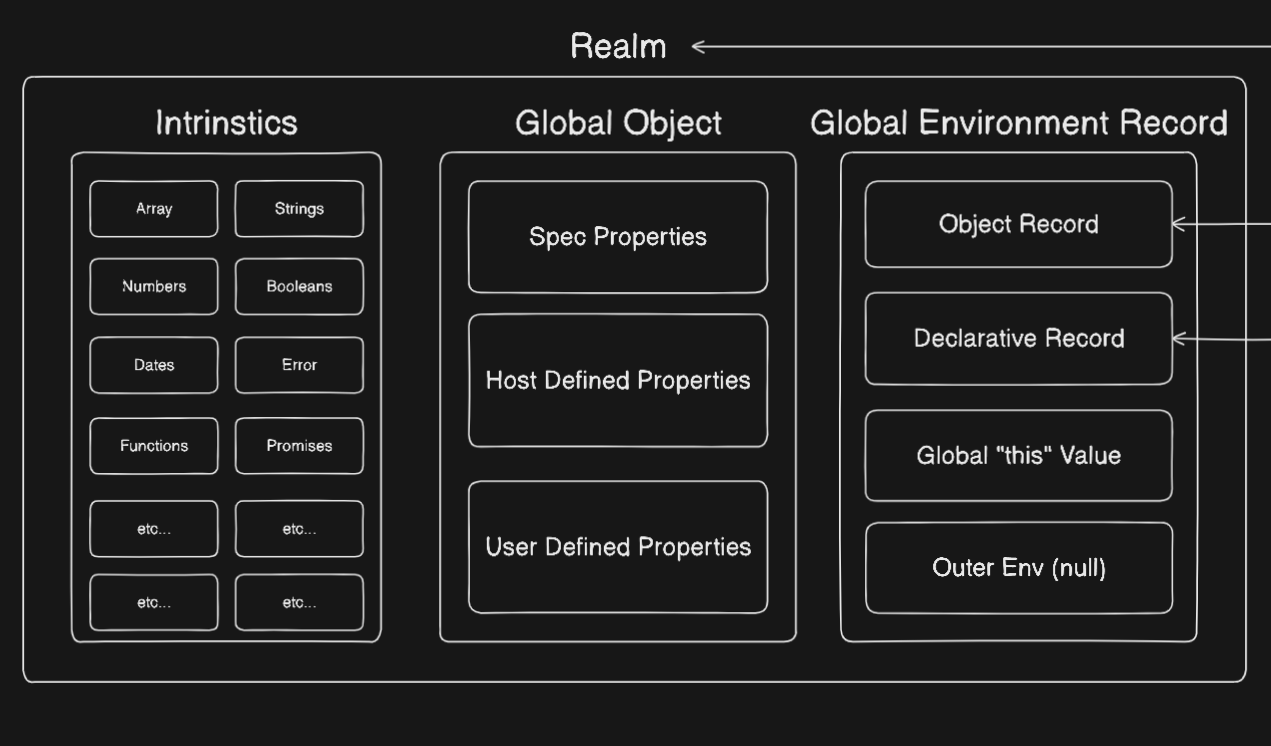 Realm
Intrinstics
Global Object
Global Environment Record
Array
Strings
Numbers
Booleans
Dates
Error
Functions
Promises
etc...
etc...
etc...
etc...
Spec Properties
Host Defined Properties
User Defined Properties
Object Record
Declarative Record
Global "this" Value
Outer Env (null)